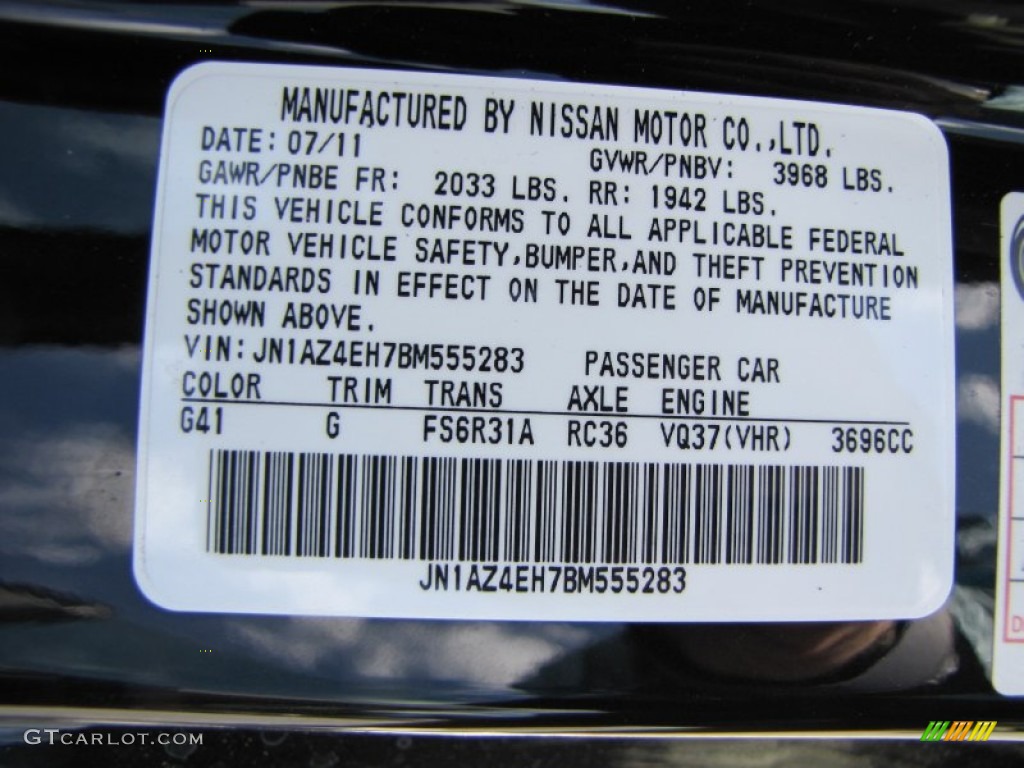 MANUFACTURED BY NISSAN MOTOR CO.,LTD.
DATE: 07/11 GVWR/PNBV: 3968 LBS.
GAWR/PNBE FR: 2033 LBS. RR: 1942 LBS.
THIS VEHICLE CONFORMS TO ALL APPLICABLE FEDERAL
MOTOR VEHICLE SAFETY,BUMPER,AND THEFT PREVENTION
STANDARDS IN EFFECT ON THE DATE OF MANUFACTURE
SHOWN ABOVE.
VIN:JN1AZ4EH7BM555283 PASSENGER CAR
COLOR TRIM TRANS AXLE ENGINE
G41 G FS6R31A RC36 VQ37(VHR) 3696CC
JN1AZ4EH7BM555283
GTCARLOT.COM